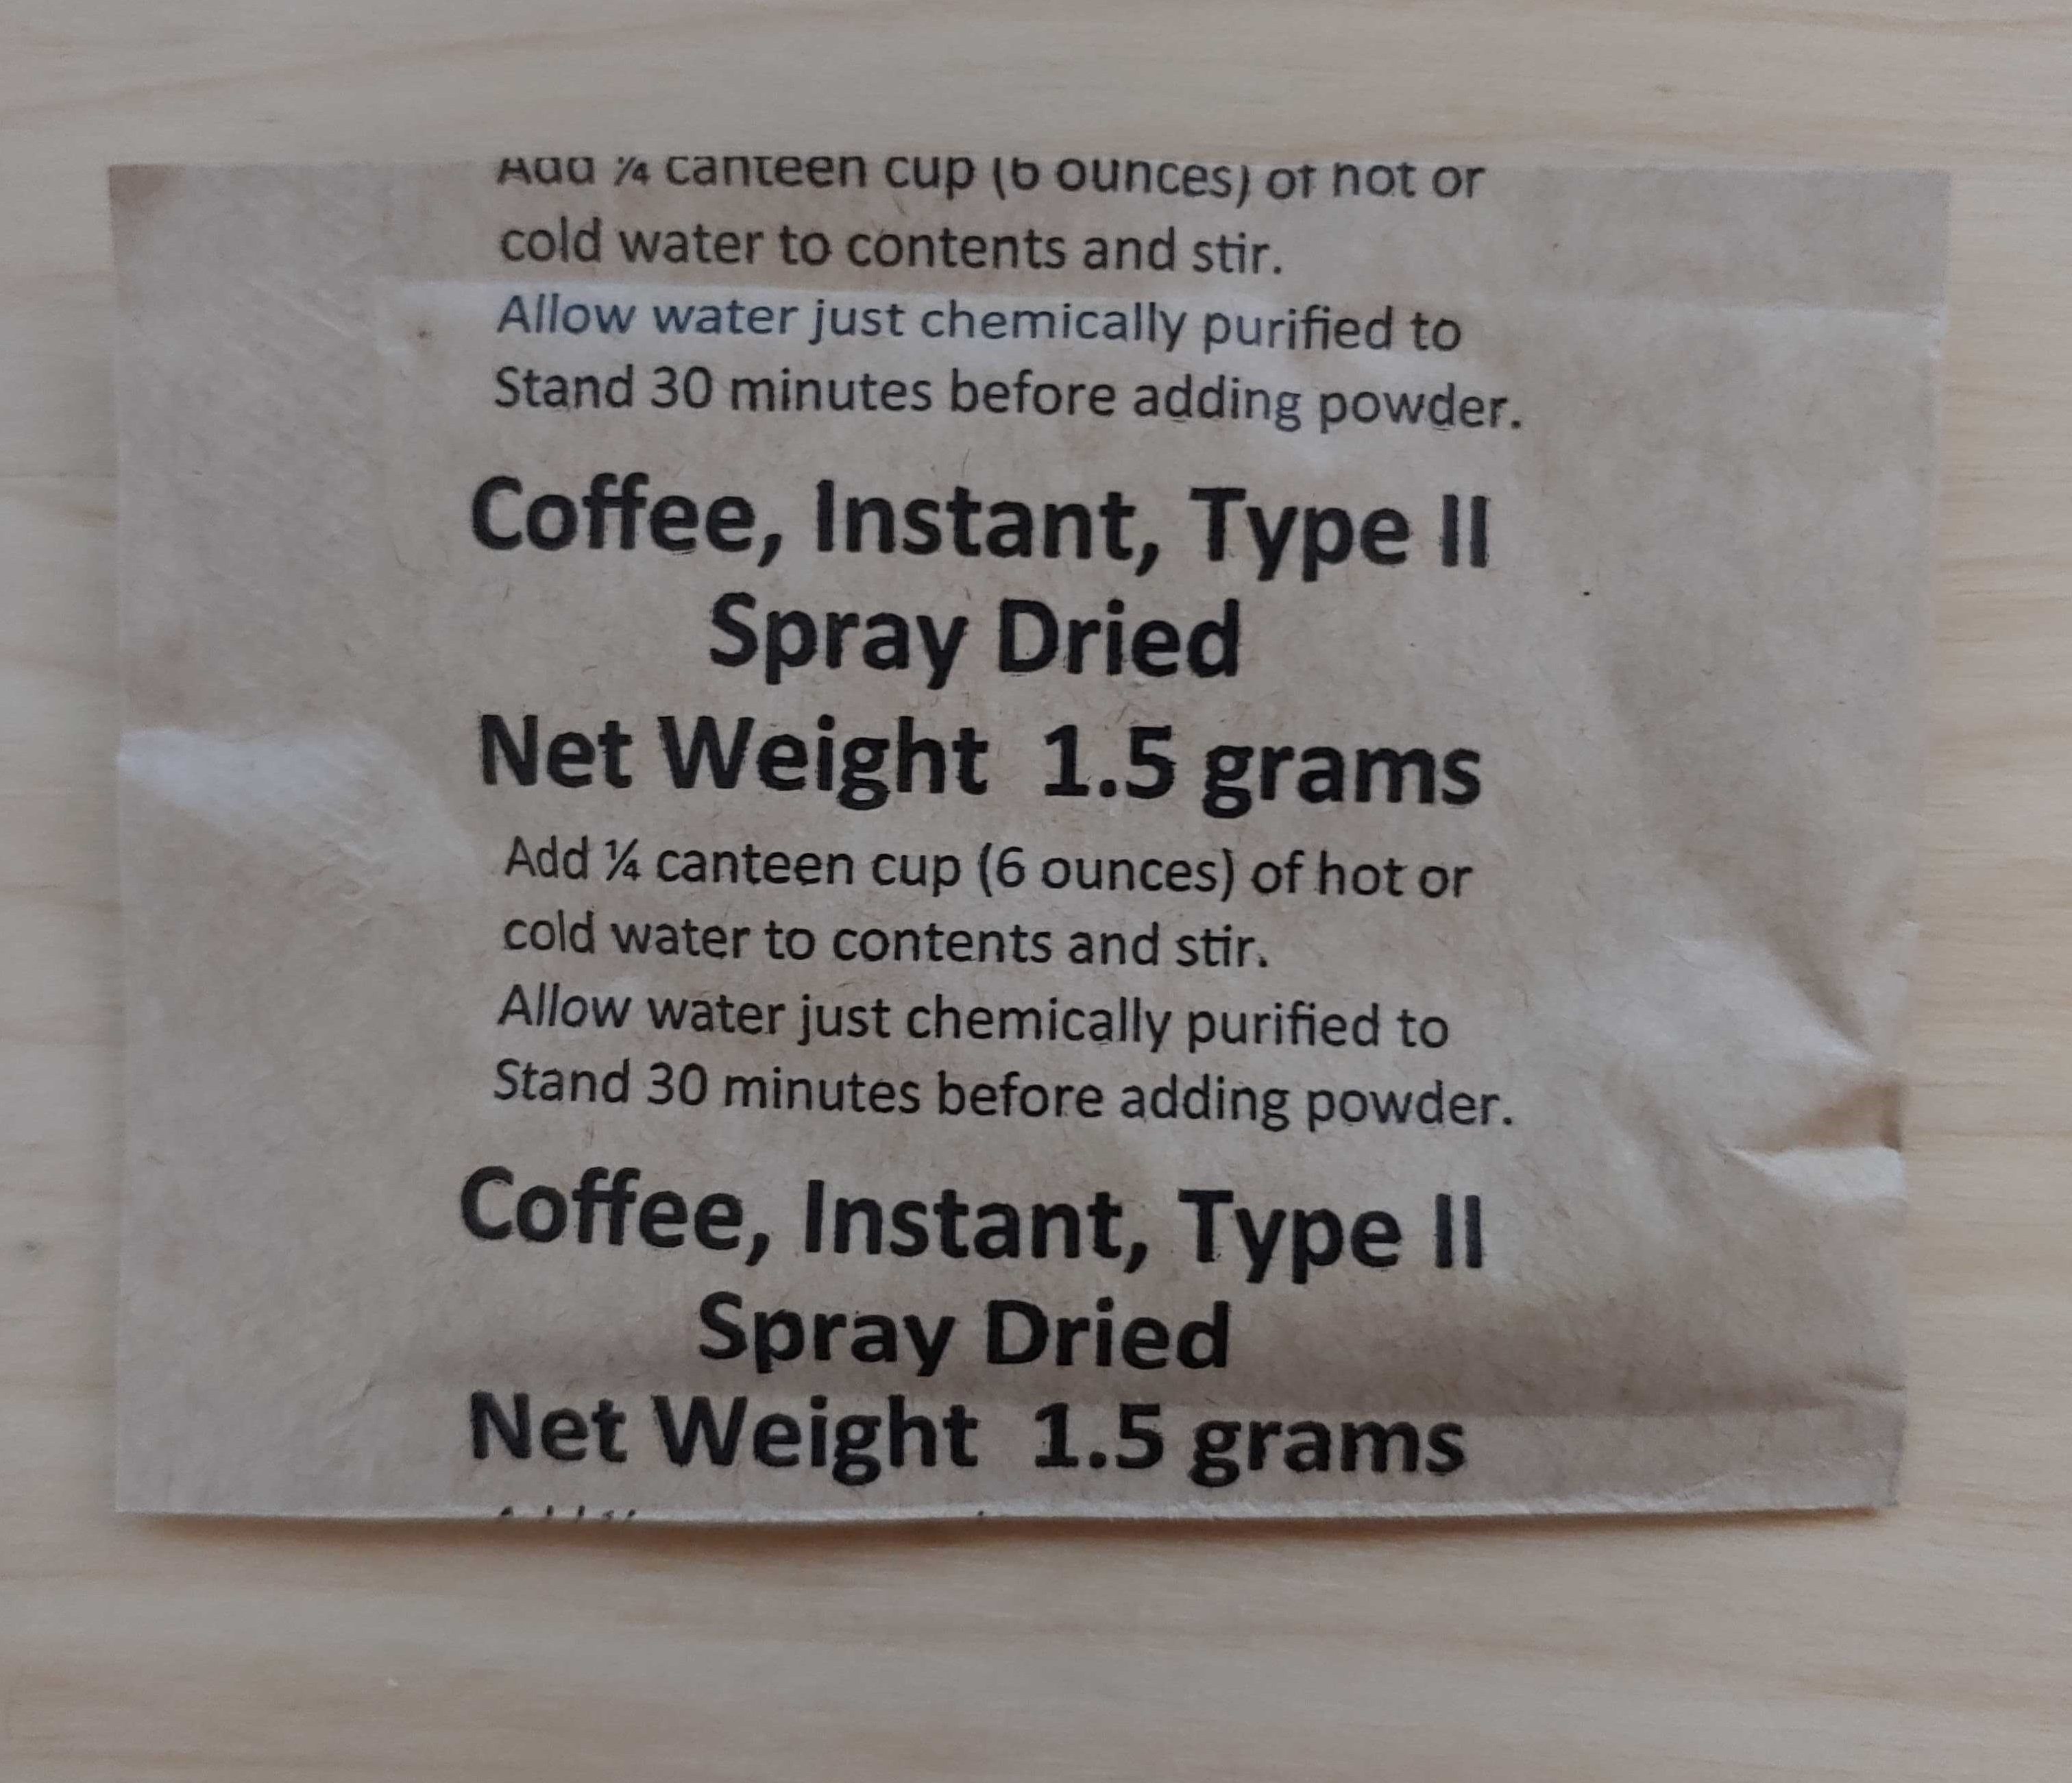 Add ¼ canteen cup (6 ounces) of hot or
cold water to contents and stir.
Allow water just chemically purified to
Stand 30 minutes before adding powder.
Coffee, Instant, Type II
Spray Dried
Net Weight 1.5 grams
Add ¼ canteen cup (6 ounces) of hot or
cold water to contents and stir.
Allow water just chemically purified to
Stand 30 minutes before adding powder.
Coffee, Instant, Type II
Spray Dried
Net Weight 1.5 grams